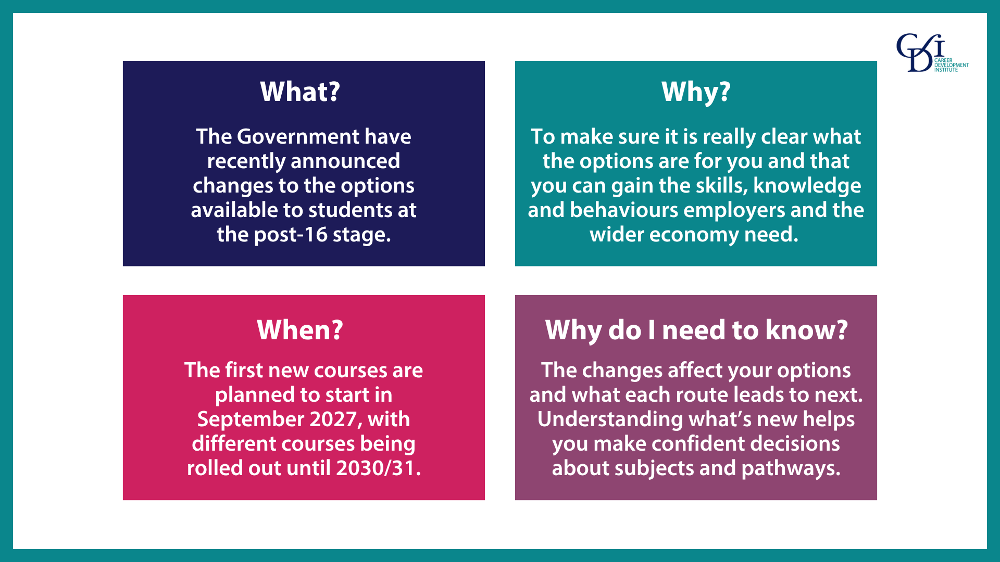 CDI
CAREER
DEVELOPMENT
INSTITUTE
What?
The Government have
recently announced
changes to the options
available to students at
the post-16 stage.
Why?
To make sure it is really clear what
the options are for you and that
you can gain the skills, knowledge
and behaviours employers and the
wider economy need.
When?
The first new courses are
planned to start in
September 2027, with
different courses being
rolled out until 2030/31.
Why do I need to know?
The changes affect your options
and what each route leads to next.
Understanding what’s new helps
you make confident decisions
about subjects and pathways.